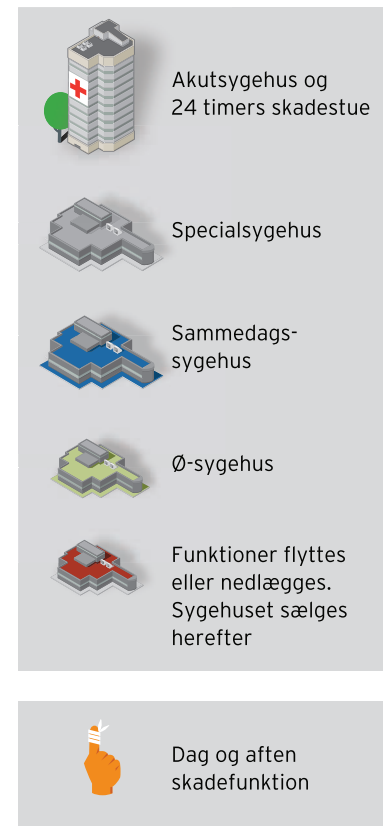 Akutsygehus og
24 timers skadestue
Specialsygehus
Sammedags-
sygehus
Ø-sygehus
Funktioner flyttes
eller nedlægges.
Sygehuset sælges
herefter
Dag og aften
skadefunktion